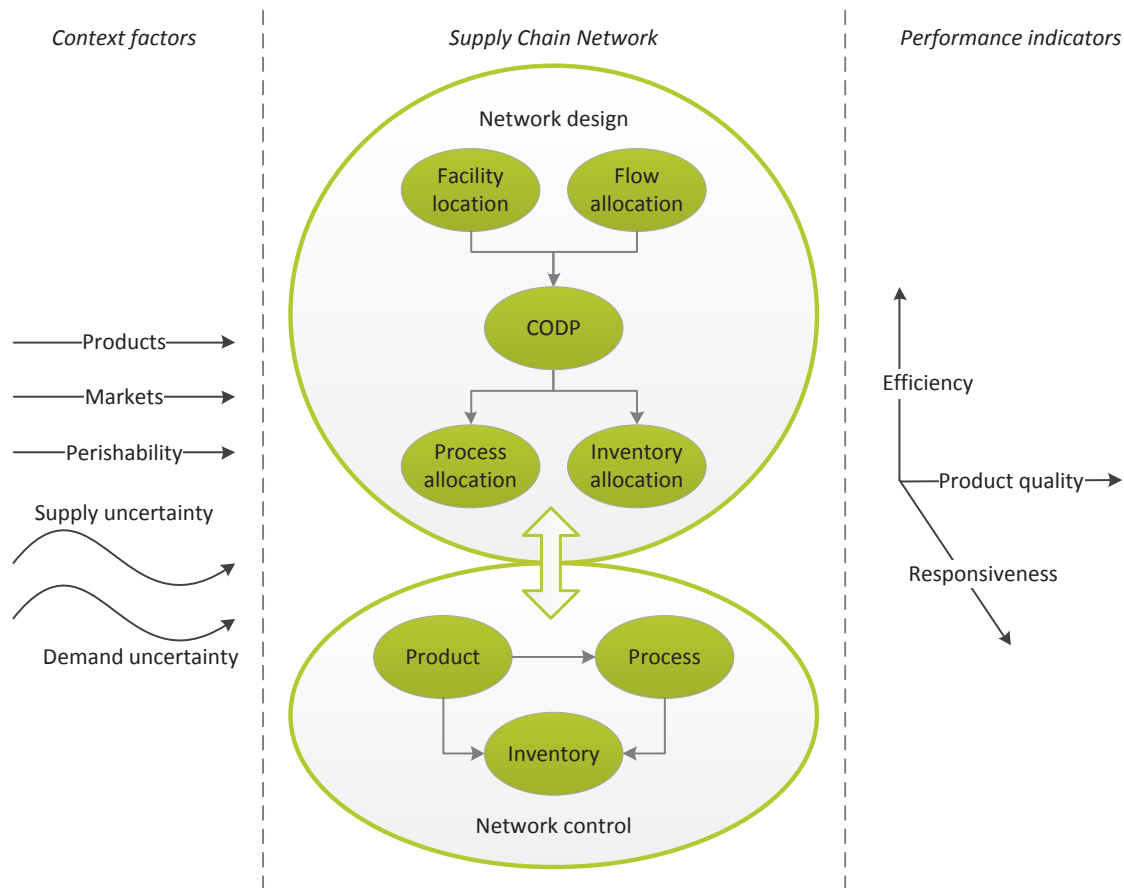 Context factors
Supply Chain Network
Performance indicators
Network design
Facility
location
Flow
allocation
CODP
Process
allocation
Inventory
allocation
Products
Markets
Perishability
Supply uncertainty
Demand uncertainty
Product
Process
Inventory
Network control
Efficiency
Product quality
Responsiveness